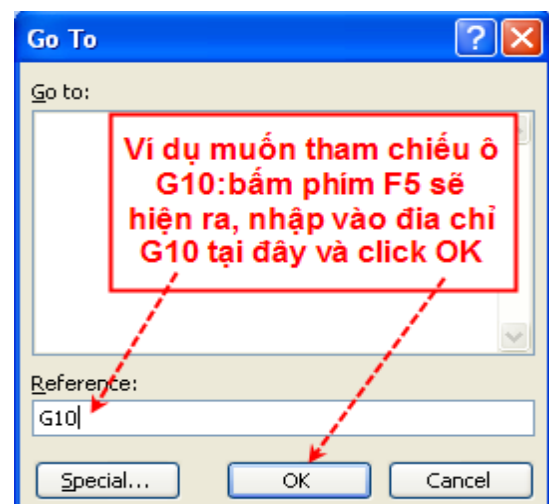 Go To
Go to:
Ví dụ muốn tham chiếu ô
G10:bấm phím F5 sẽ
hiện ra, nhập vào đia chỉ
G10 tại đây và click OK
Reference:
G10
Special...
OK
Cancel